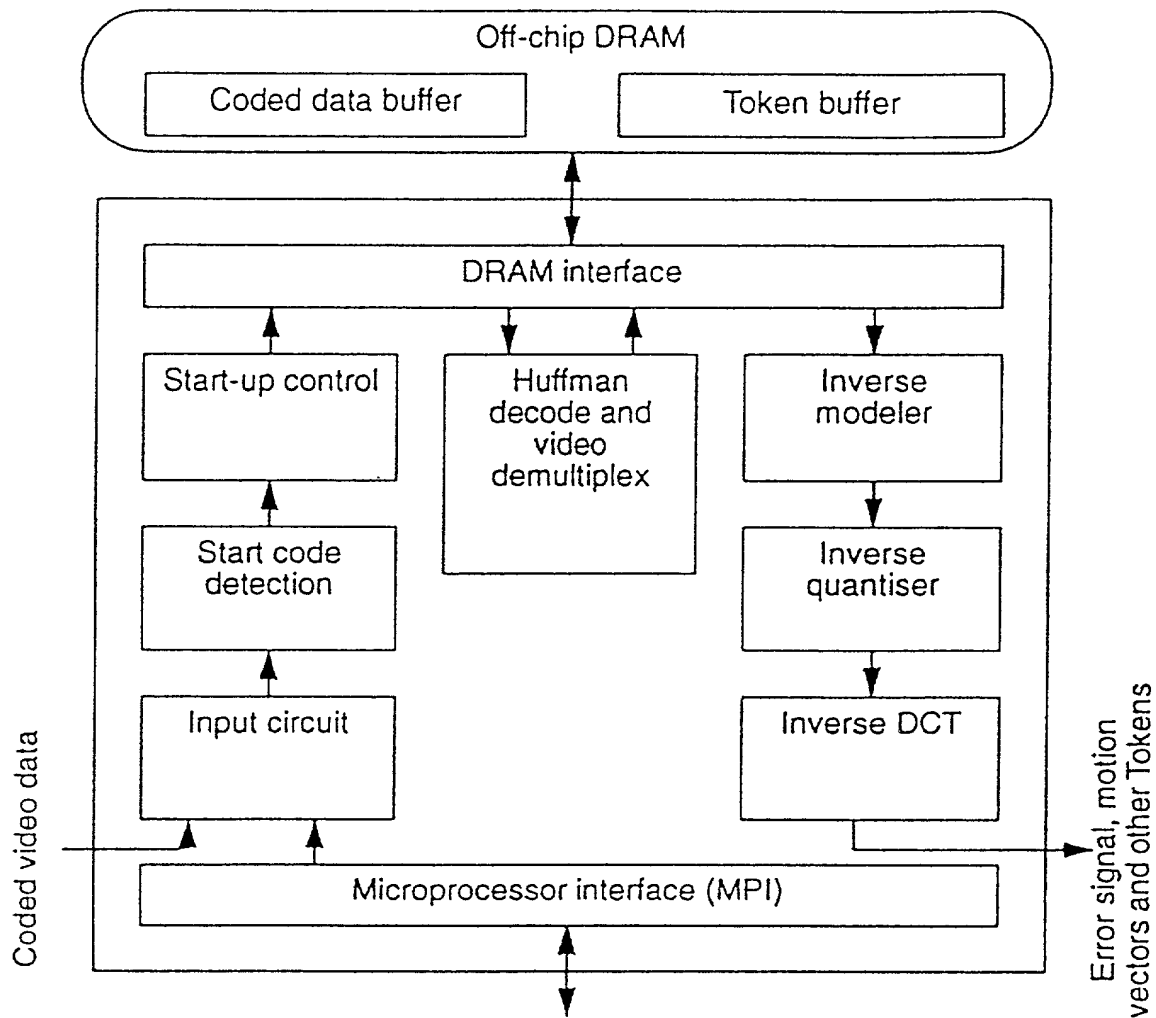 Off-chip DRAM
Coded data buffer
Token buffer
DRAM interface
Start-up control
Huffman
decode and
video
demultiplex
Inverse
modeler
Start code
detection
Inverse
quantiser
Input circuit
Inverse DCT
Coded video data
Error signal, motion
vectors and other Tokens
Microprocessor interface (MPI)